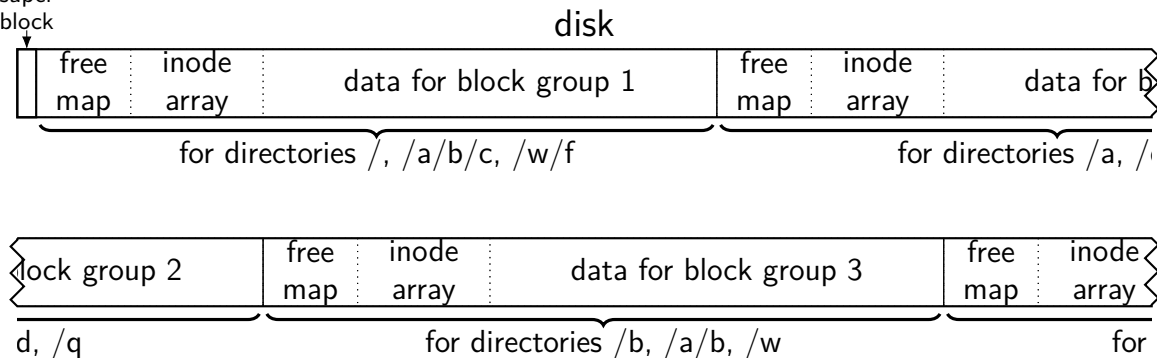 super
block
disk
free map
inode array
data for block group 1
free map
inode array
data for b
for directories /, /a/b/c, /w/f
for directories /a, /
lock group 2
free map
inode array
data for block group 3
free map
inode array
d, /q
for directories /b, /a/b, /w
for